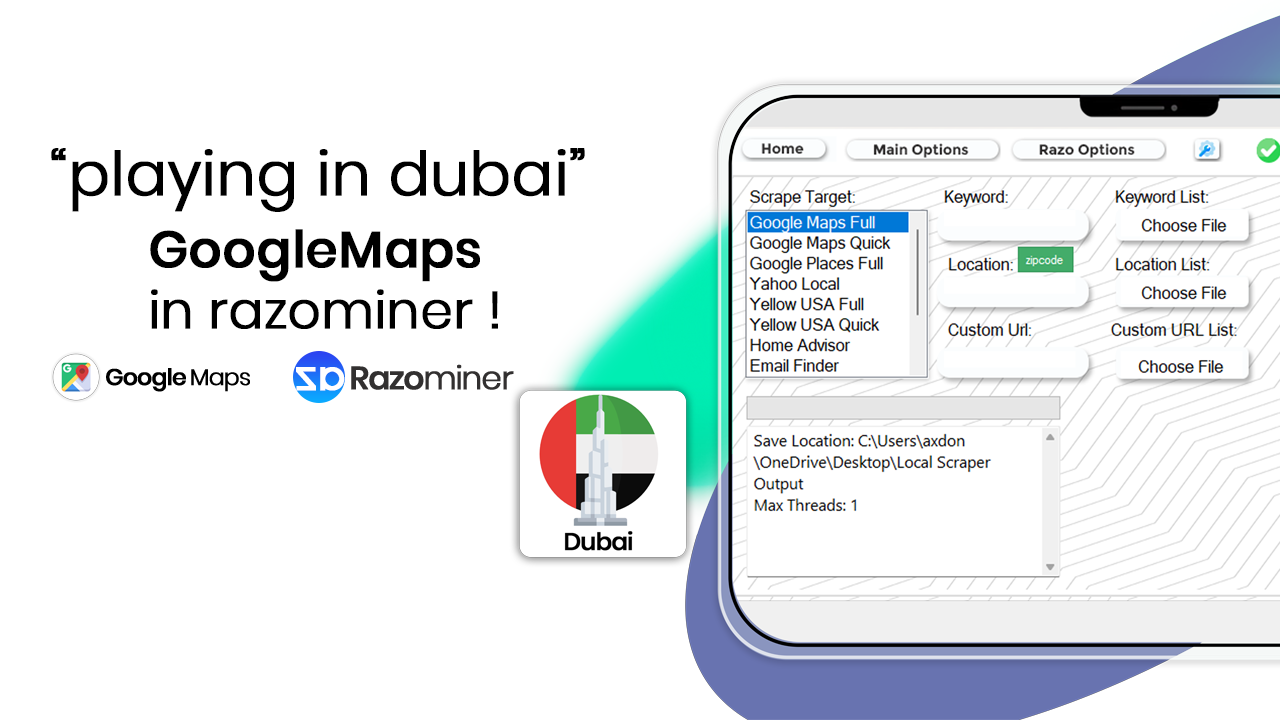 “playing in dubai”
GoogleMaps
in razominer !
G
Google Maps
Razominer
Dubai
Home Main Options Razo Options
Scrape Target: Keyword: Keyword List:
Google Maps Full
Choose File
Google Maps Quick
Google Places Full
Location: zipcode Location List:
Yahoo Local
Choose File
Yellow USA Full
Yellow USA Quick
Custom Url: Custom URL List:
Home Advisor
Email Finder
Choose File
Save Location: C:\Users\axdon
\OneDrive\Desktop\Local Scraper
Output
Max Threads: 1